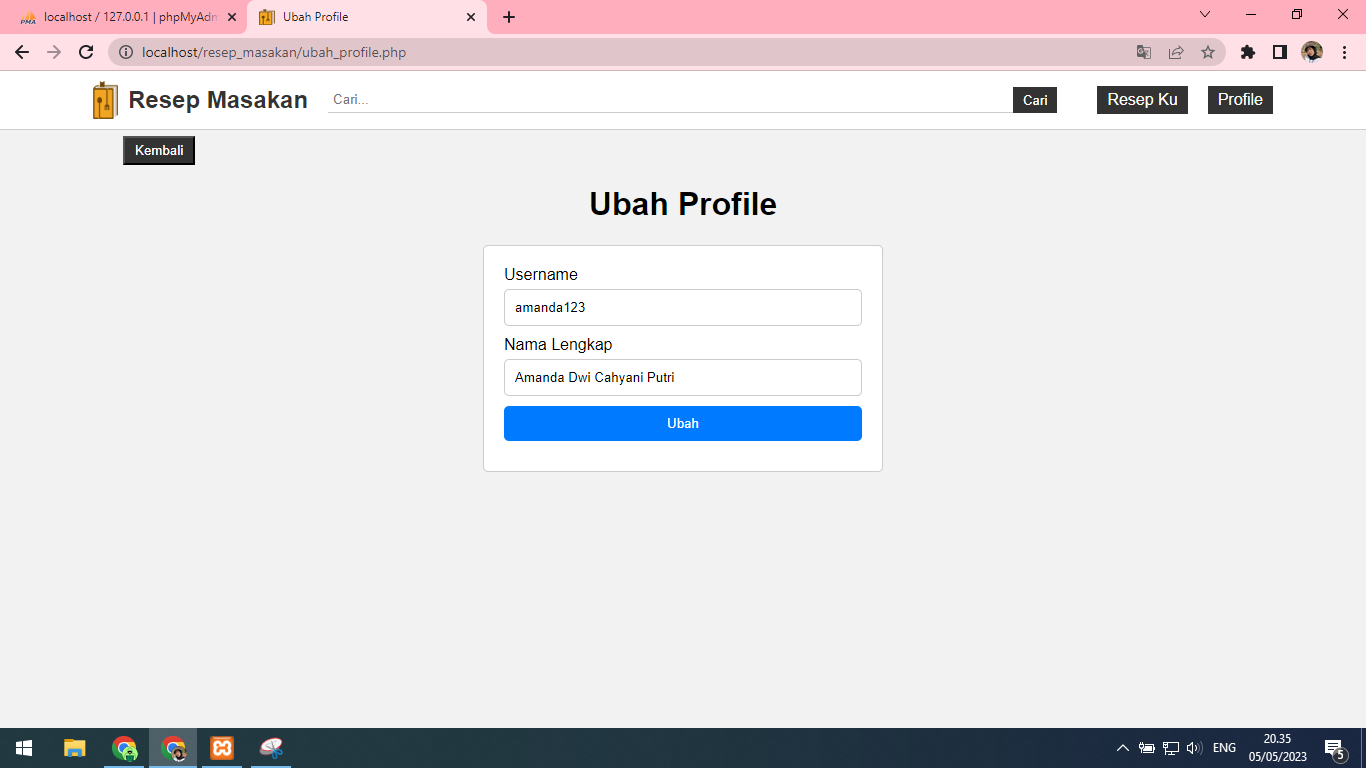 localhost / 127.0.0.1 | phpMyAdm
Ubah Profile
localhost/resep_masakan/ubah_profile.php
Resep Masakan
Cari...
Cari
Resep Ku
Profile
Kembali
Ubah Profile
Username
amanda123
Nama Lengkap
Amanda Dwi Cahyani Putri
Ubah
ENG
20.35
05/05/2023
5